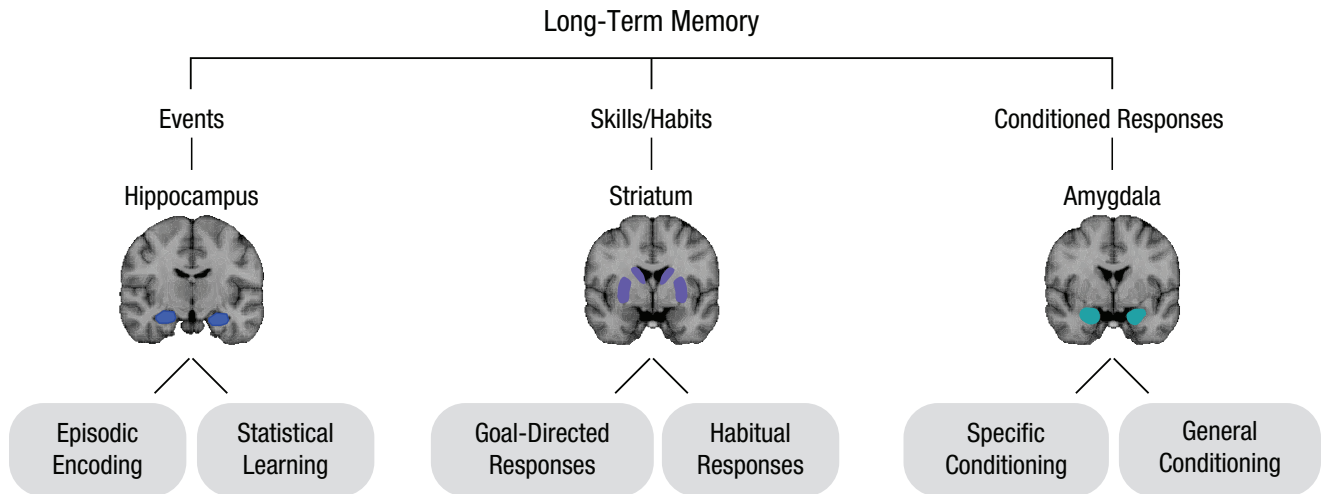 Long-Term Memory
Events
Skills/Habits
Conditioned Responses
Hippocampus
Striatum
Amygdala
Episodic
Encoding
Statistical
Learning
Goal-Directed
Responses
Habitual
Responses
Specific
Conditioning
General
Conditioning